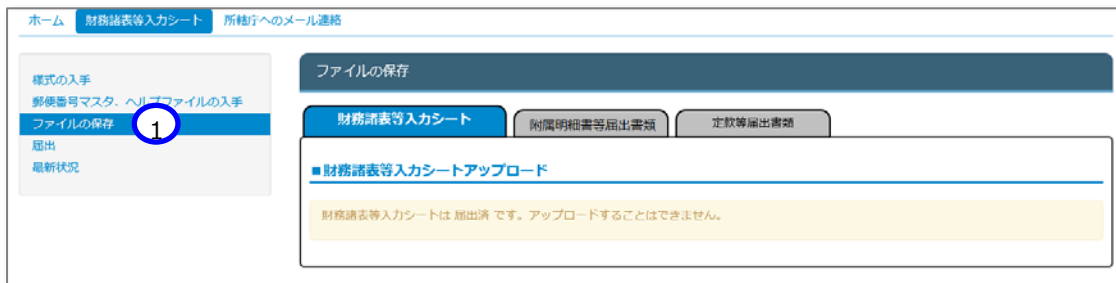 ホーム 財務諸表等入力シート 所轄庁へのメール連絡
様式の入手
郵便番号マスタ、ヘルプファイルの入手
ファイルの保存 1
届出
最新状況
ファイルの保存
財務諸表等入力シート 附属明細書等届出書類 定款等届出書類
■財務諸表等入力シートアップロード
財務諸表等入力シートは 届出済 です。アップロードすることはできません。